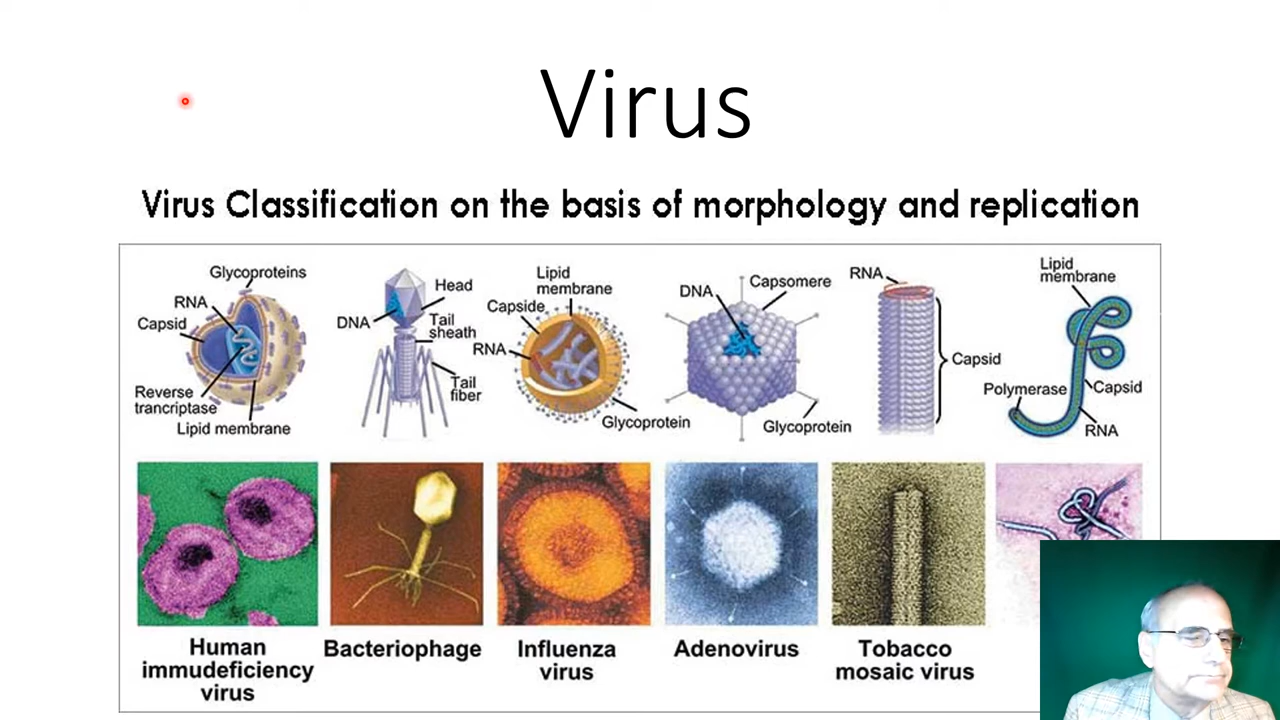 Virus
Virus Classification on the basis of morphology and replication
Glycoproteins
RNA
Capsid
Reverse
trancriptase
Lipid membrane
Head
DNA
Tail
sheath
Tail
fiber
Lipid
membrane
Capside
RNA
Glycoprotein
DNA
Capsomere
Glycoprotein
RNA
Capsid
Lipid
membrane
Polymerase
Capsid
RNA
Human
immudeficiency
virus
Bacteriophage
Influenza
virus
Adenovirus
Tobacco
mosaic virus